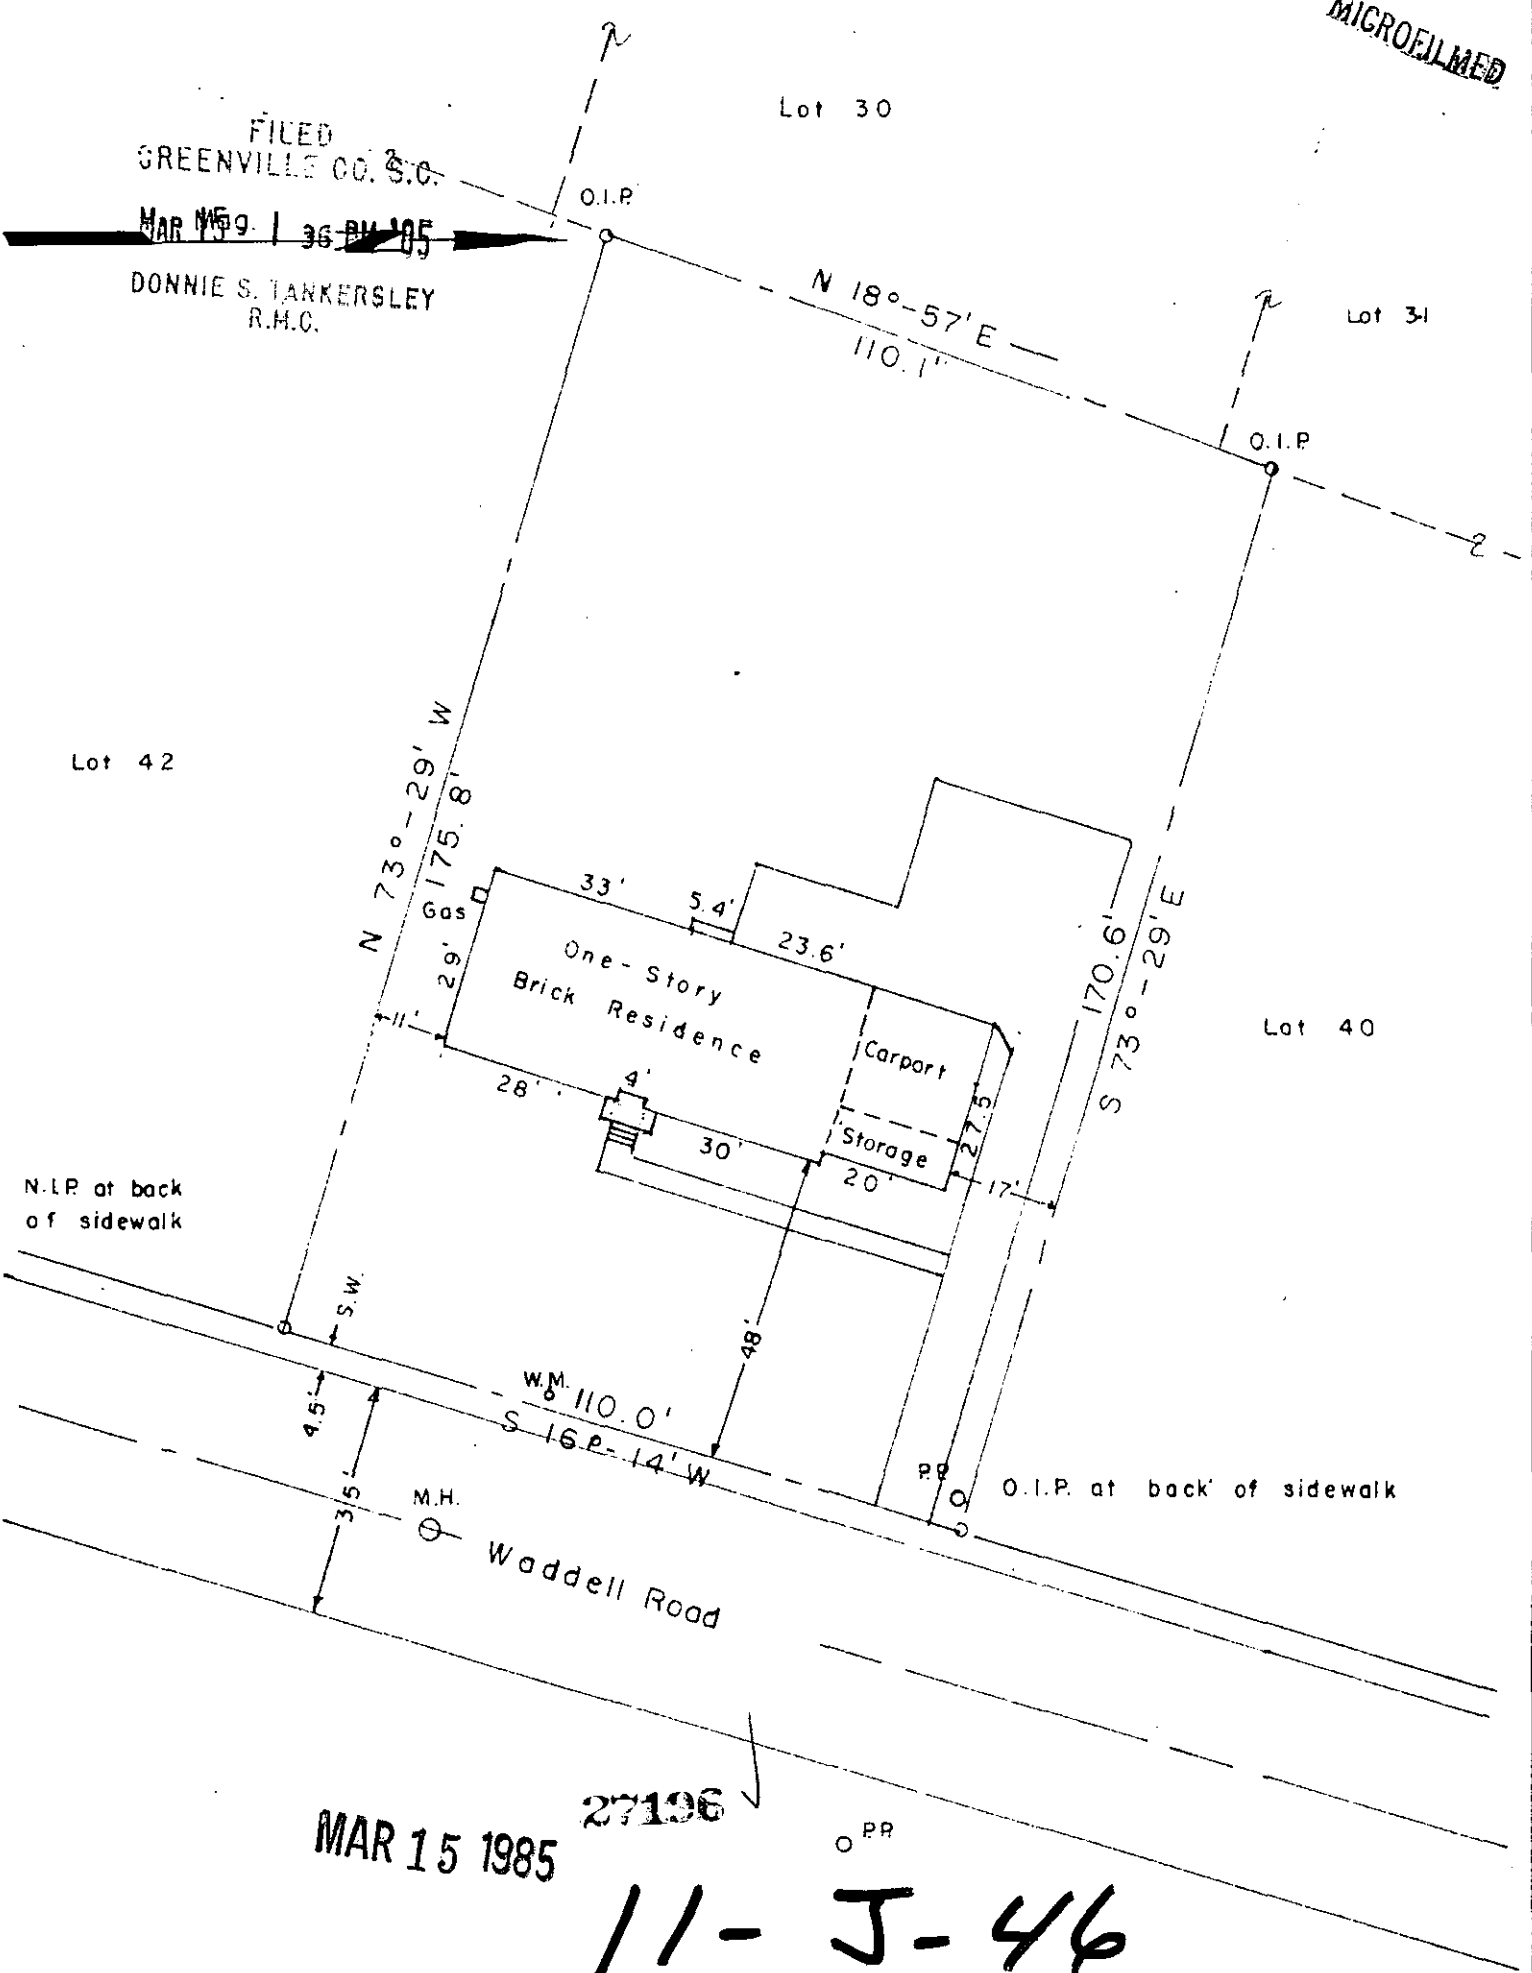 MICROFILMED
Lot 30
FILED
GREENVILLE CO. S.C.
O.I.P.
MAR 15
DONNIE S. TANKERSLEY
R.M.C.
N 18°-57' E
110.1'
Lot 31
O.I.P.
Lot 42
N 73°-29' W
175.8'
Gas
33'
5.4'
23.6'
29'
One-Story
Brick Residence
11'
28'
4'
30'
Carport
Storage
20'
27.5'
17'
170.6'
S 73°-29' E
Lot 40
N.I.P. at back
of sidewalk
S.W.
48'
W.M.
110.0'
S 16°-14' W
4.5'
35'
M.H.
P.P.
O.I.P. at back of sidewalk
Waddell Road
27196
MAR 15 1985
P.P.
11-J-46